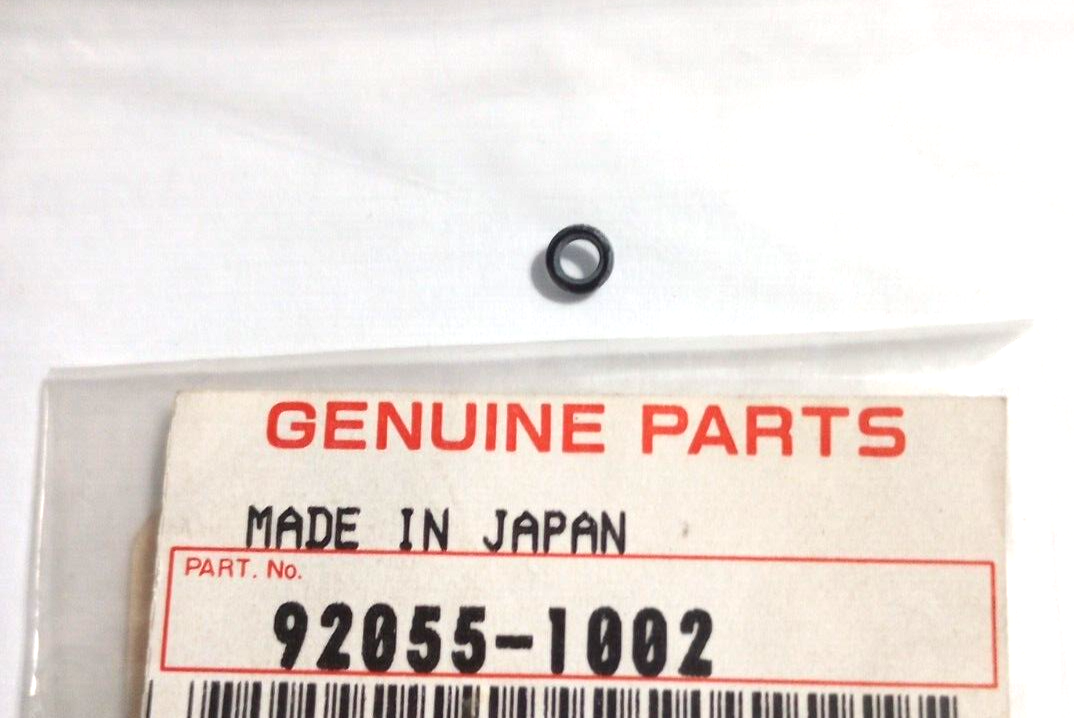 GENUINE PARTS
MADE IN JAPAN
PART. No.
92055-1002